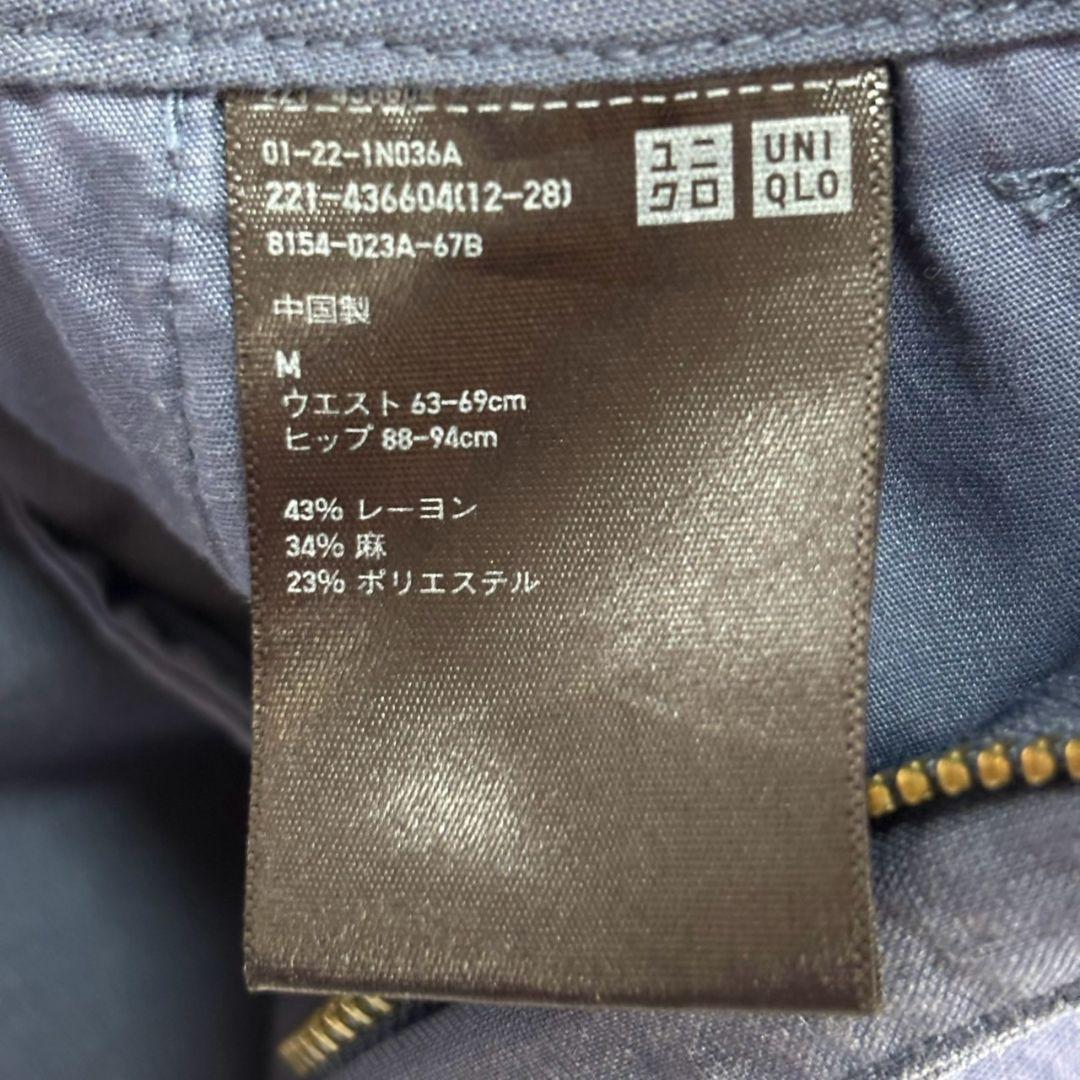 01-22-1N036A
221-436604(12-28)
8154-023A-67B
ユニ
クロ
UNI
QLO
中国製
M
ウエスト 63-69cm
ヒップ 88-94cm
43% レーヨン
34% 麻
23% ポリエステル